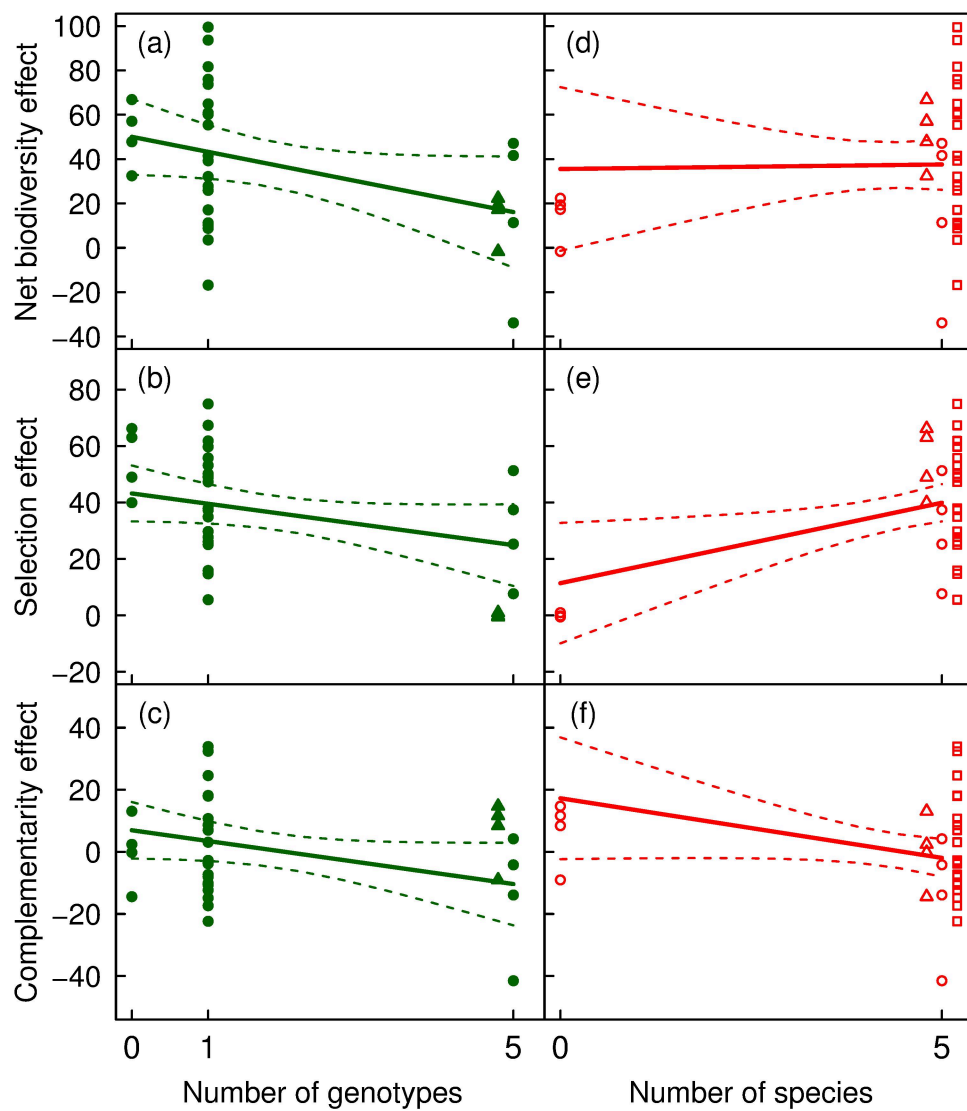 (a)
(d)
Net biodiversity effect
100
80
60
40
20
0
−20
−40
(b)
(e)
Selection effect
80
60
40
20
0
−20
(c)
(f)
Complementarity effect
40
20
0
−20
−40
0 1 5 0 5
Number of genotypes Number of species